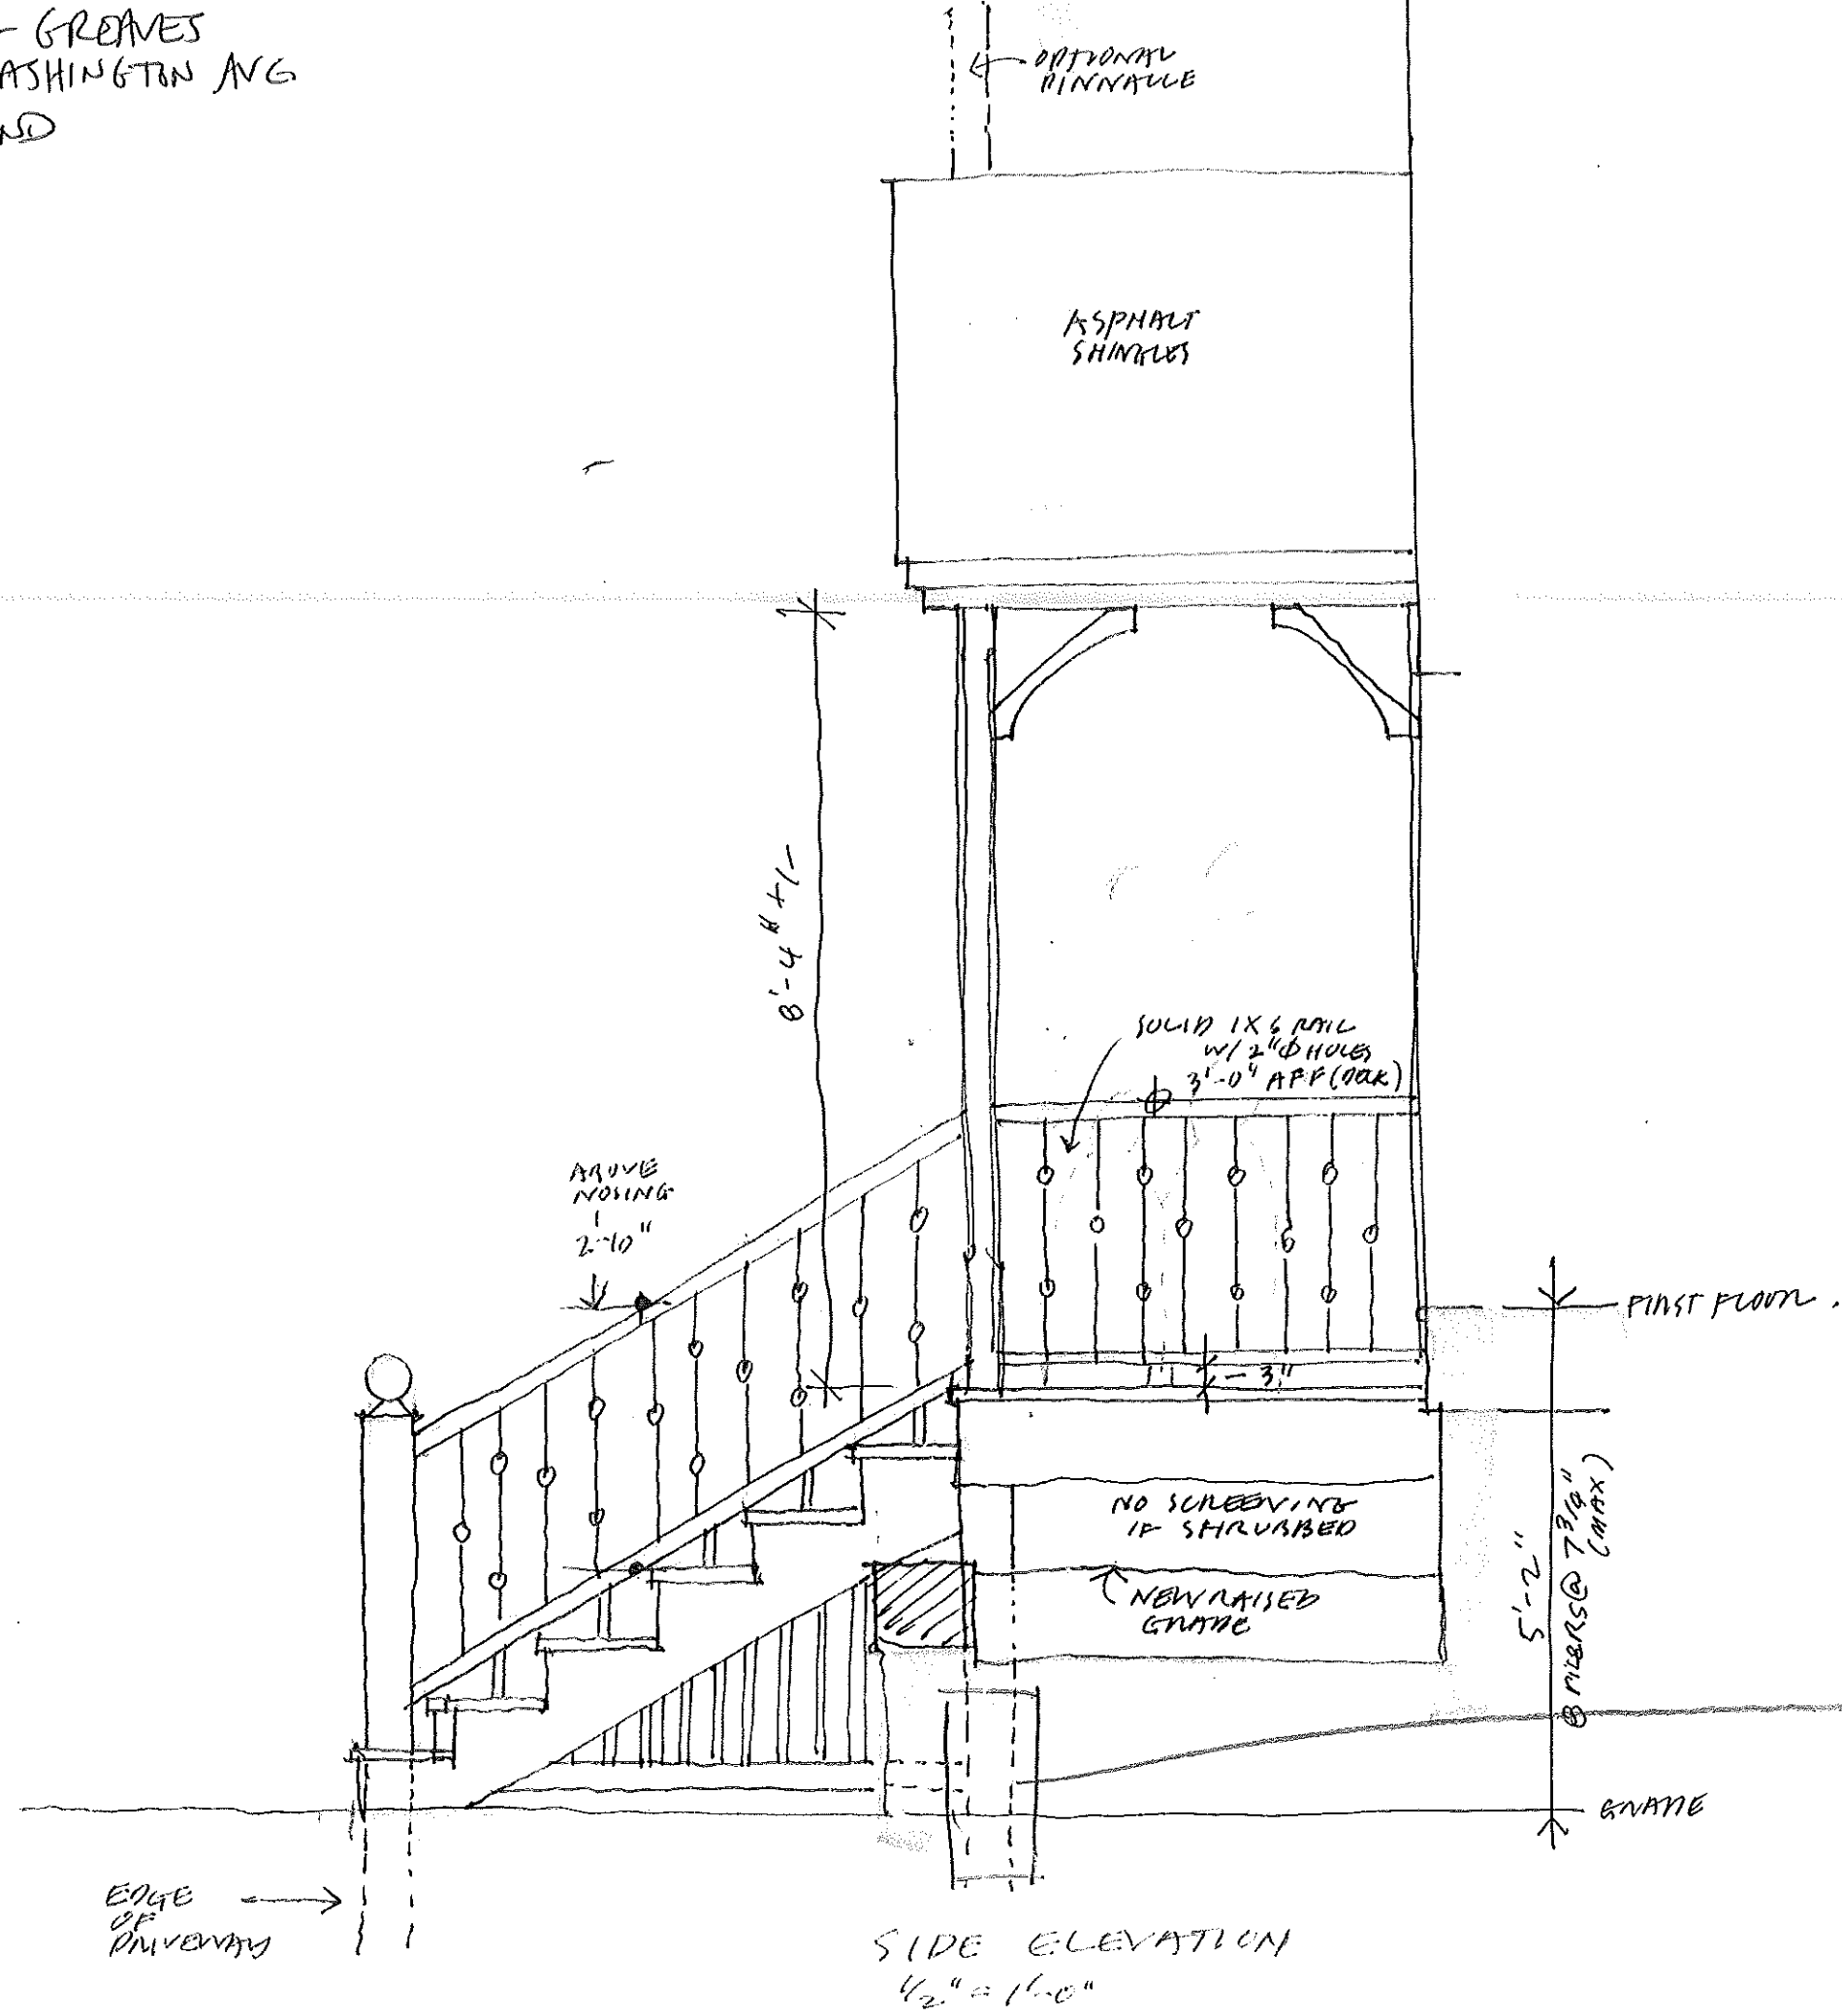 - GREAVES
ASHINGTON AVE
ND
OPTIONAL
PINNACLE
ASPHALT
SHINGLES
8'-4" +/-
SOLID 1X6 RAIL
W/ 2"Φ HOLES
3'-0" AFF (DECK)
ABOVE
NOSING
2'-10"
FIRST FLOOR.
3"
NO SCREENING
IF SHRUBBED
NEW RAISED
GRADE
5'-2"
8 RISERS @ 7 3/4"
(MAX)
GRADE
EDGE
OF
DRIVEWAY
SIDE ELEVATION
1/2" = 1'-0"